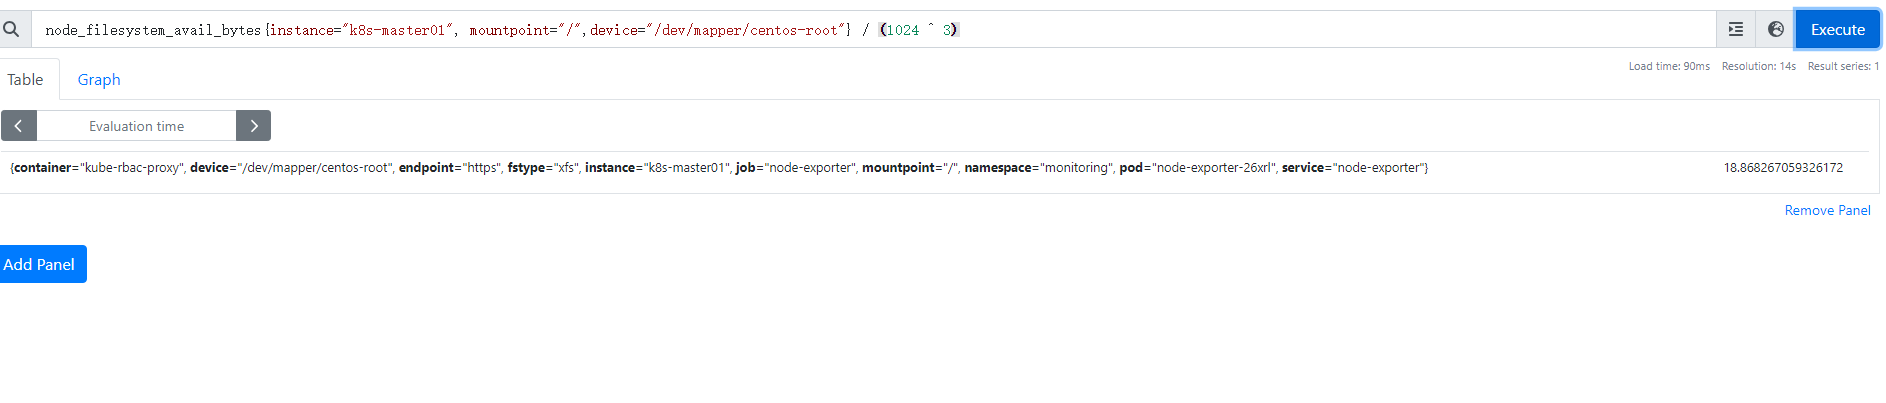 node_filesystem_avail_bytes{instance="k8s-master01", mountpoint="/",device="/dev/mapper/centos-root"} / (1024 ^ 3)
Execute
Table
Graph
Load time: 90ms Resolution: 14s Result series: 1
Evaluation time
{container="kube-rbac-proxy", device="/dev/mapper/centos-root", endpoint="https", fstype="xfs", instance="k8s-master01", job="node-exporter", mountpoint="/", namespace="monitoring", pod="node-exporter-26xrl", service="node-exporter"} 18.868267059326172
Remove Panel
Add Panel